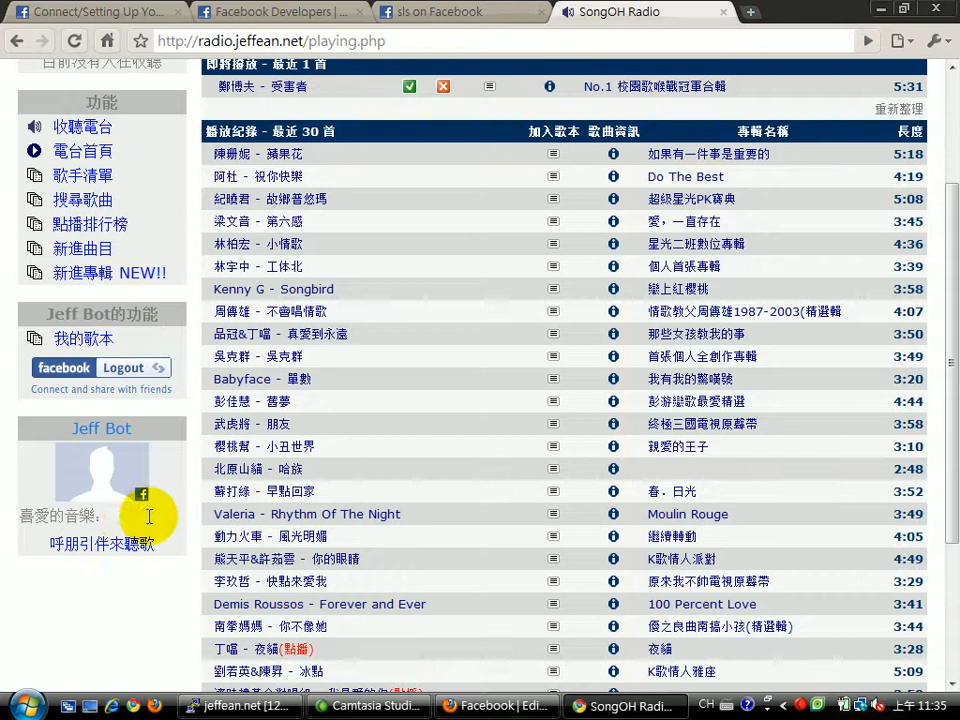 Connect/Setting Up Yo...
Facebook Developers | ...
sls on Facebook
SongOH Radio
http://radio.jeffean.net/playing.php
目前沒有人在收聽
功能
收聽電台
電台首頁
歌手清單
搜尋歌曲
點播排行榜
新進曲目
新進專輯 NEW!!
Jeff Bot的功能
我的歌本
facebook Logout
Connect and share with friends
Jeff Bot
喜愛的音樂:
呼朋引伴來聽歌
即將播放 - 最近 1 首
鄭博夫 - 受害者 No.1 校園歌喉戰冠軍合輯 5:31
重新整理
播放紀錄 - 最近 30 首 加入歌本 歌曲資訊 專輯名稱 長度
陳珊妮 - 蘋果花 如果有一件事是重要的 5:18
阿杜 - 祝你快樂 Do The Best 4:19
紀曉君 - 故鄉普悠瑪 超級星光PK寶典 5:08
梁文音 - 第六感 愛，一直存在 3:45
林柏宏 - 小情歌 星光二班數位專輯 4:36
林宇中 - 工体北 個人首張專輯 3:39
Kenny G - Songbird 戀上紅櫻桃 3:58
周傳雄 - 不會唱情歌 情歌教父周傳雄1987-2003(精選輯 4:07
品冠&丁噹 - 真愛到永遠 那些女孩教我的事 3:50
吳克群 - 吳克群 首張個人全創作專輯 3:49
Babyface - 單數 我有我的驚嘆號 3:20
彭佳慧 - 舊夢 彭游戀歌最愛精選 4:44
武虎將 - 朋友 終極三國電視原聲帶 3:58
櫻桃幫 - 小丑世界 親愛的王子 3:10
北原山貓 - 哈族 2:48
蘇打綠 - 早點回家 春．日光 3:52
Valeria - Rhythm Of The Night Moulin Rouge 3:49
動力火車 - 風光明媚 繼續轉動 4:05
熊天平&許茹雲 - 你的眼睛 K歌情人派對 4:49
李玖哲 - 快點來愛我 原來我不帥電視原聲帶 3:29
Demis Roussos - Forever and Ever 100 Percent Love 3:41
南拳媽媽 - 你不像她 優之良曲南搞小孩(精選輯) 3:44
丁噹 - 夜貓(點播) 夜貓 3:28
劉若英&陳昇 - 冰點 K歌情人雅座 5:09
jeffean.net [12...
Camtasia Studi...
Facebook | Edi...
SongOH Radi...
CH
上午 11:35